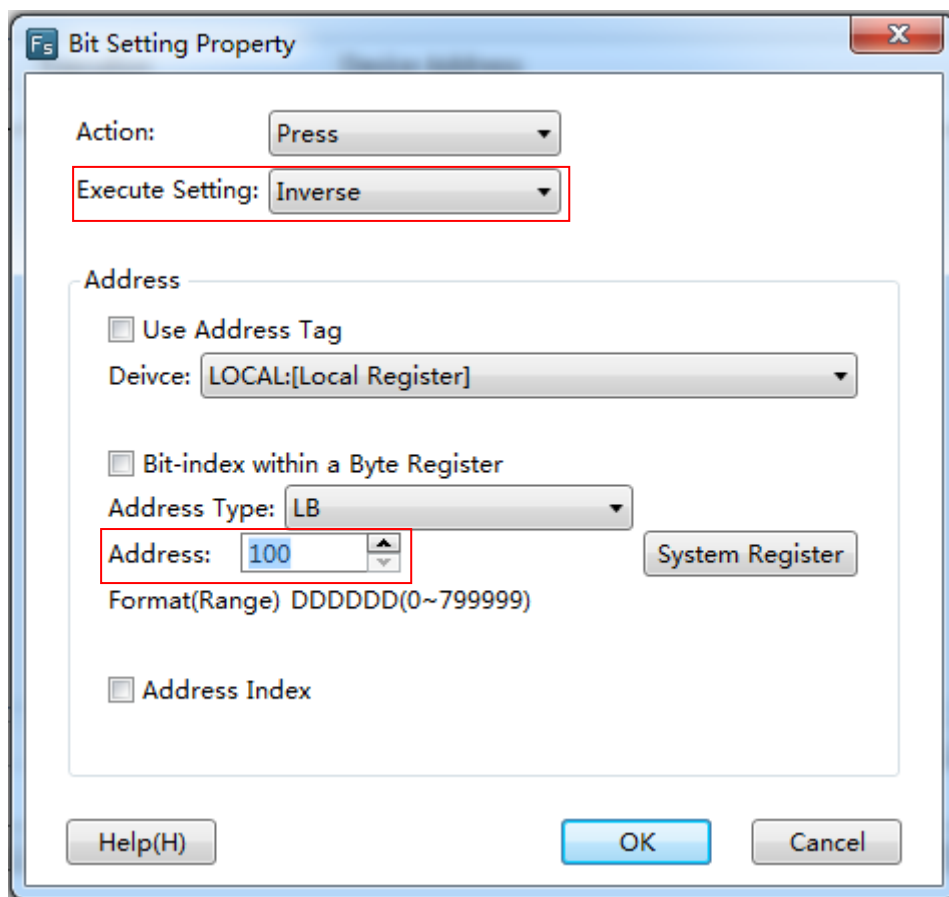 Fs Bit Setting Property
Action: Press
Execute Setting: Inverse
Address
Use Address Tag
Deivce: LOCAL:[Local Register]
Bit-index within a Byte Register
Address Type: LB
Address: 100 System Register
Format(Range) DDDDDD(0~799999)
Address Index
Help(H) OK Cancel